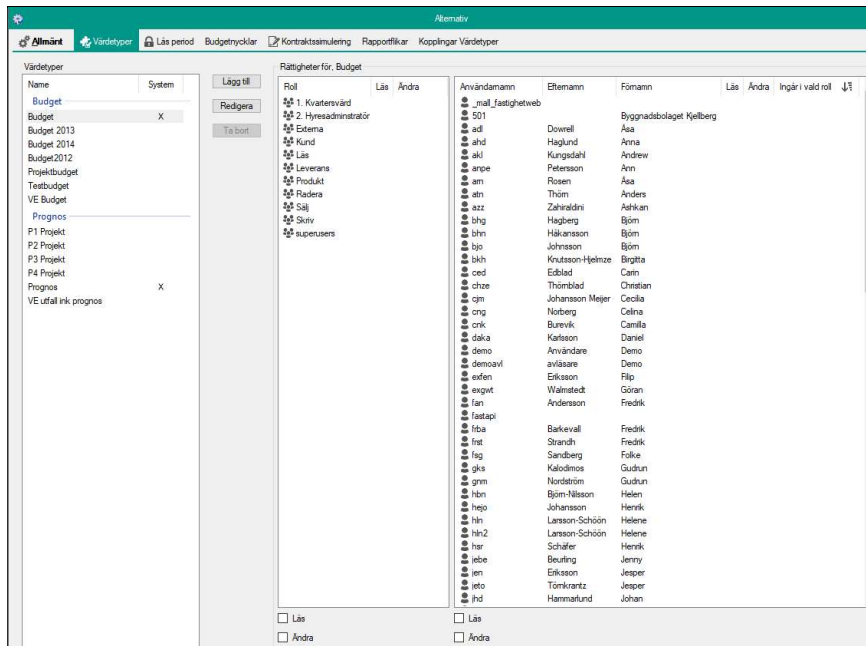 Alternativ
Allmänt Värdetyper Lås period Budgetnycklar Kontraktssimulering Rapportflikar Kopplingar Värdetyper
Värdetyper
Name System
Budget
Budget X
Budget 2013
Budget 2014
Budget2012
Projektbudget
Testbudget
VE Budget
Prognos
P1 Projekt
P2 Projekt
P3 Projekt
P4 Projekt
Prognos X
VE utfall ink prognos
Lägg till
Redigera
Ta bort
Rättigheter för, Budget
Roll Läs Ändra
1. Kvartersvärd
2. Hyresadminstratör
Externa
Kund
Läs
Leverans
Produkt
Radera
Sälj
Skriv
superusers
Läs
Ändra
Användarnamn Efternamn Förnamn Läs Ändra Ingår i vald roll
_mall_fastighetweb
501 Byggnadsbolaget Kjellberg
adl Dowrell Åsa
ahd Haglund Anna
akl Kungsdahl Andrew
anpe Petersson Ann
arn Rosen Åsa
atn Thörn Anders
azz Zahiraldini Ashkan
bhg Hagberg Björn
bhn Håkansson Björn
bjo Johnsson Björn
bkh Knutsson-Hjelmze Birgitta
ced Edblad Carin
chze Thörnblad Christian
cjm Johansson Meijer Cecilia
cng Norberg Celina
cnk Burevik Camilla
daka Karlsson Daniel
demo Användare Demo
demoavl avläsare Demo
exfen Eriksson Filip
exgwt Walmstedt Göran
fan Andersson Fredrik
fastapi
frba Barkevall Fredrik
frst Strandh Fredrik
fsg Sandberg Folke
gks Kalodimos Gudrun
gnm Nordström Gudrun
hbn Björn-Nilsson Helen
hejo Johansson Henrik
hln Larsson-Schöön Helene
hln2 Larsson-Schöön Helene
hsr Schäfer Henrik
jebe Beurling Jenny
jen Eriksson Jesper
jeto Törnkrantz Jesper
jhd Hammarlund Johan
Läs
Ändra